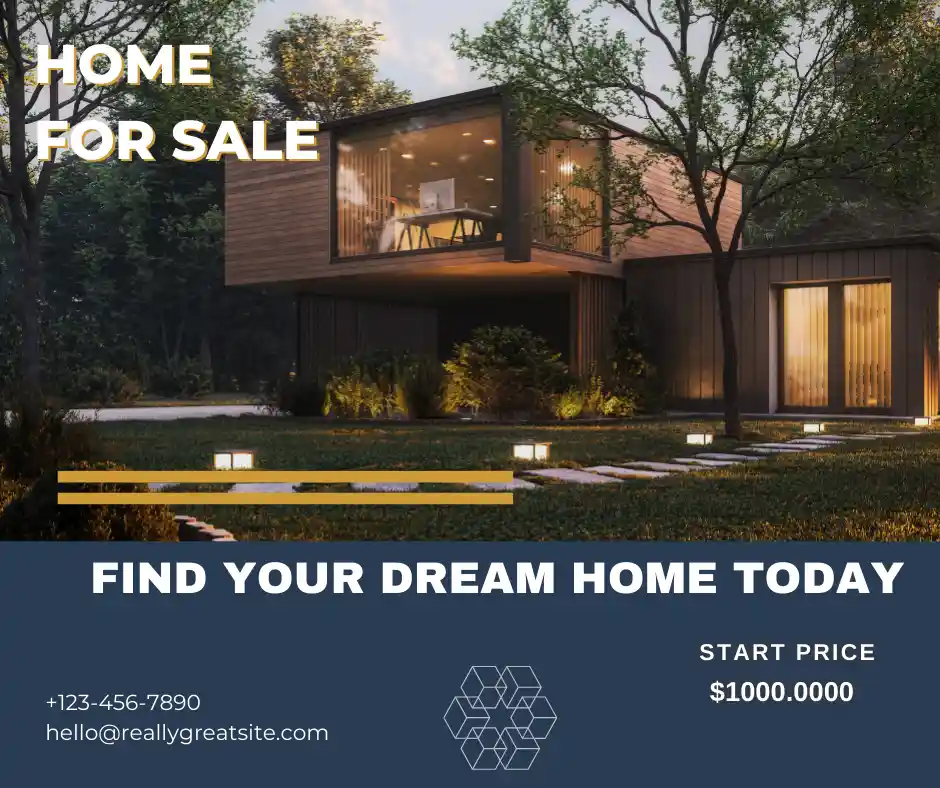 HOME
FOR SALE
FIND YOUR DREAM HOME TODAY
START PRICE
$1000.0000
+123-456-7890
hello@reallygreatsite.com